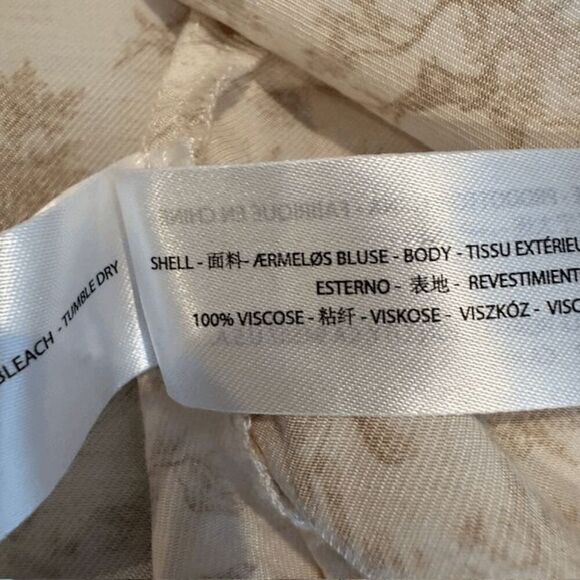 BLEACH - TUMBLE DRY
SHELL - 面料- ÆRMELØS BLUSE - BODY - TISSU EXTÉRIEU
ESTERNO - 表地 - REVESTIMIENT
100% VISCOSE - 粘纤 - VISKOSE - VISZKÓZ - VISC